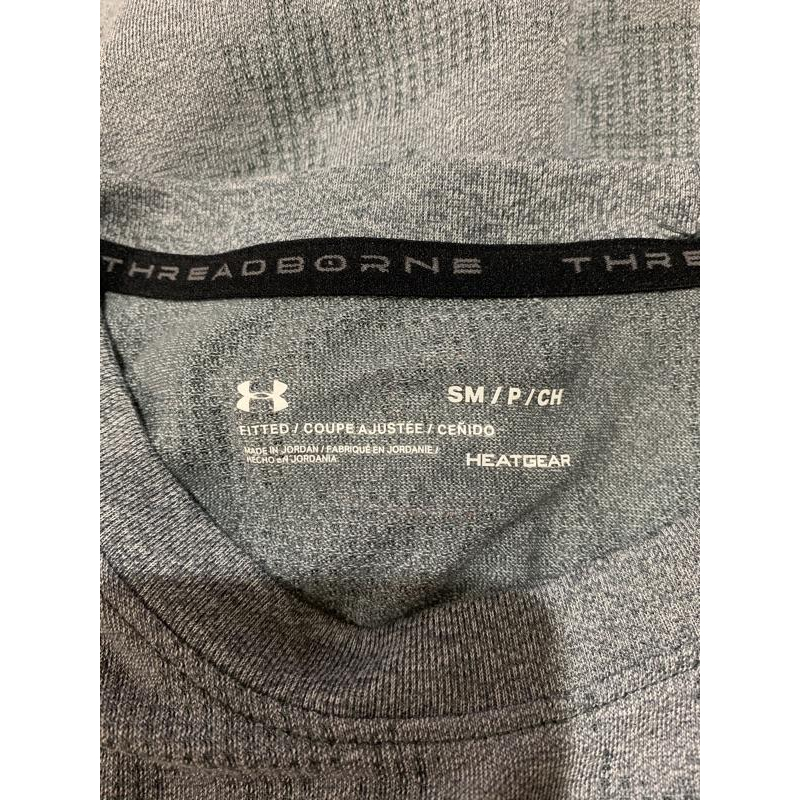 THREADBORNE THRE
SM / P / CH
FITTED / COUPE AJUSTÉE / CEÑIDO
MADE IN JORDAN / FABRIQUÉ EN JORDANIE /
HECHO EN JORDANIA
HEATGEAR